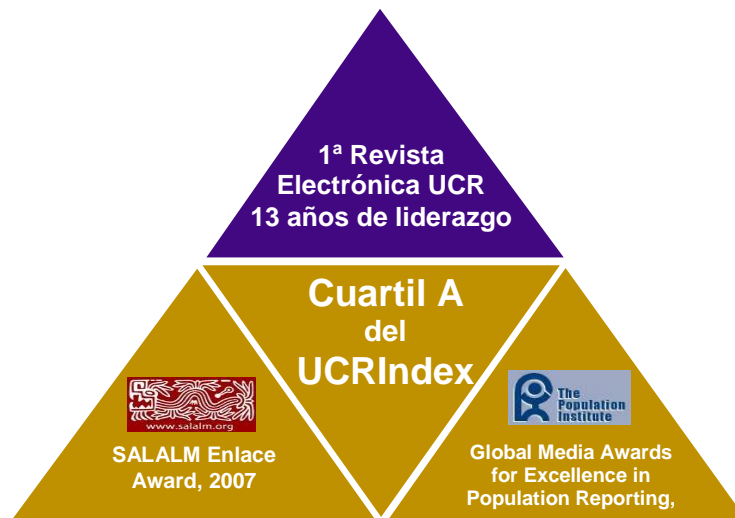 1ª Revista
Electrónica UCR
13 años de liderazgo
Cuartil A
del
UCRIndex
www.salalm.org
SALALM Enlace
Award, 2007
The
Population
Institute
Global Media Awards
for Excellence in
Population Reporting,